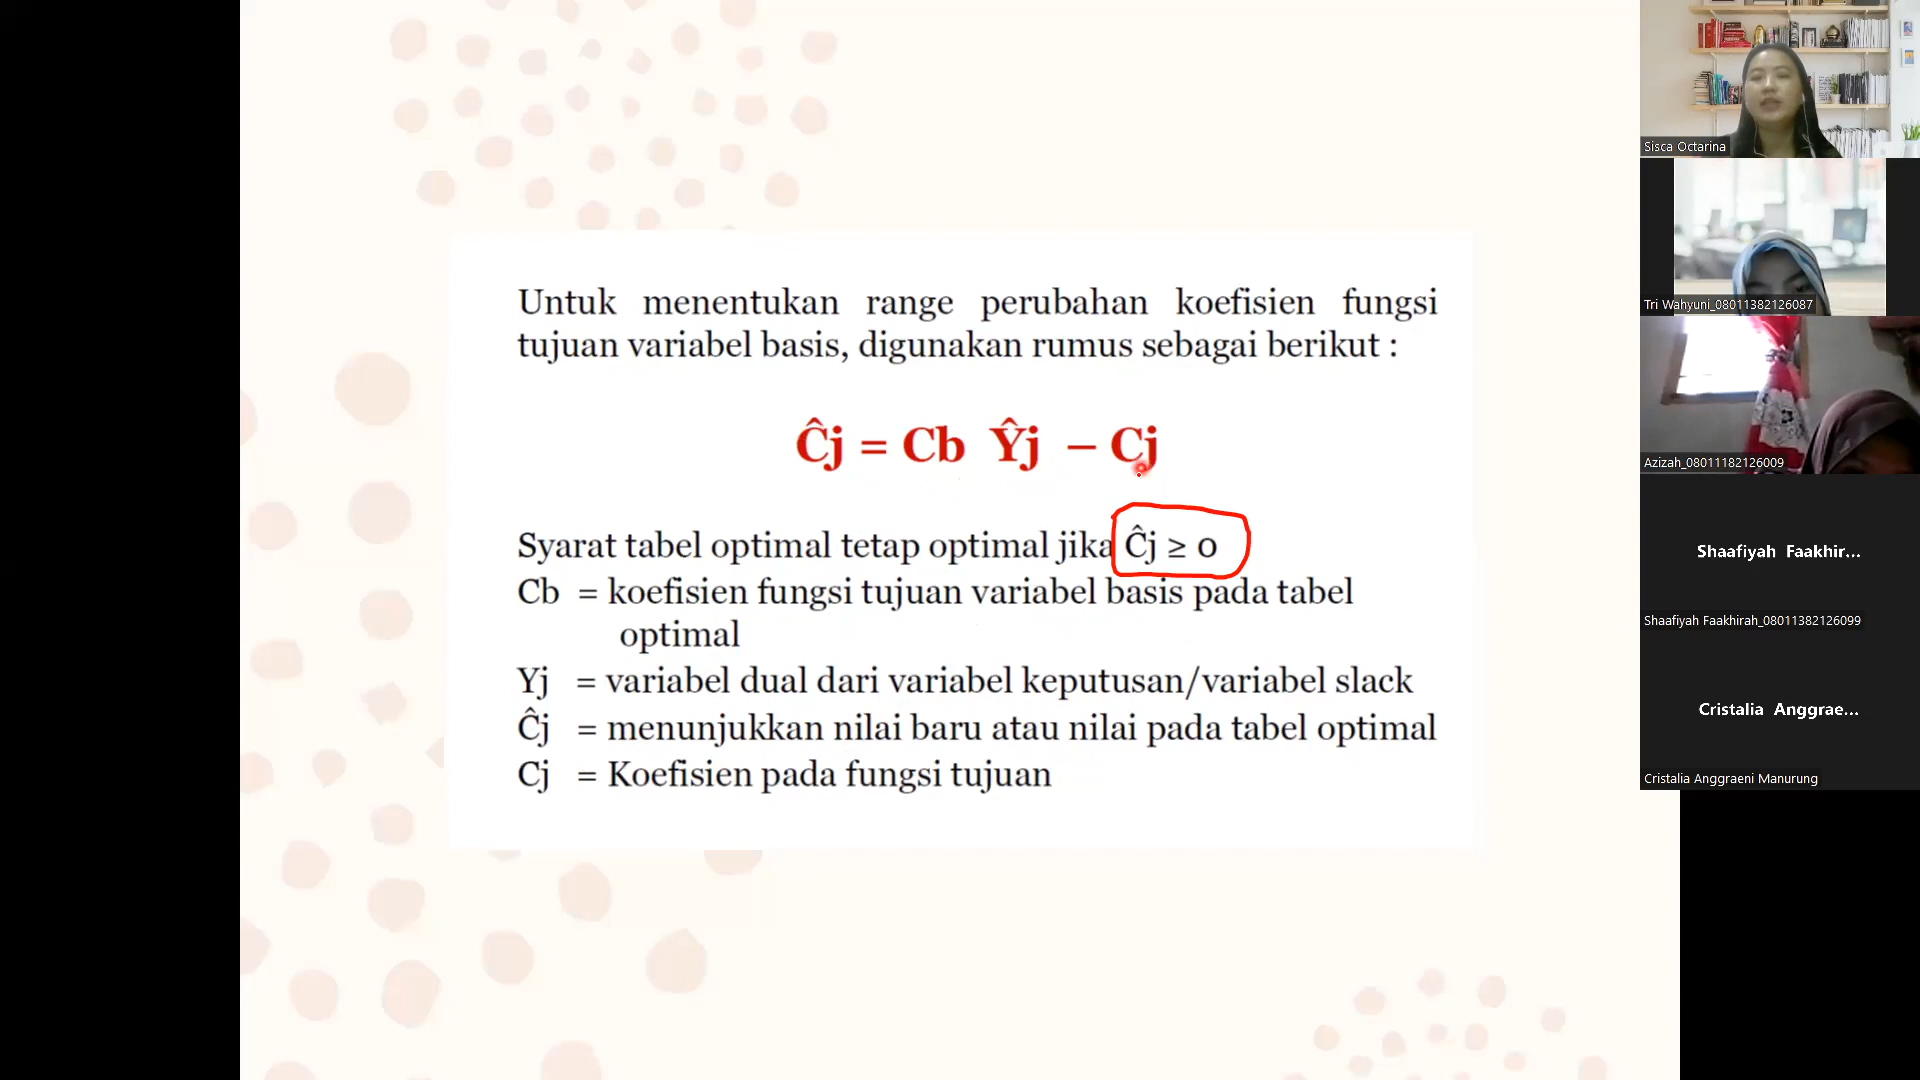 Untuk menentukan range perubahan koefisien fungsi
tujuan variabel basis, digunakan rumus sebagai berikut :
Ĉj = Cb Ŷj – Cj
Syarat tabel optimal tetap optimal jika Ĉj ≥ 0
Cb = koefisien fungsi tujuan variabel basis pada tabel
optimal
Yj = variabel dual dari variabel keputusan/variabel slack
Ĉj = menunjukkan nilai baru atau nilai pada tabel optimal
Cj = Koefisien pada fungsi tujuan
Sisca Octarina
Tri Wahyuni_08011382126087
Azizah_08011182126009
Shaafiyah Faakhir...
Shaafiyah Faakhirah_08011382126099
Cristalia Anggrae...
Cristalia Anggraeni Manurung